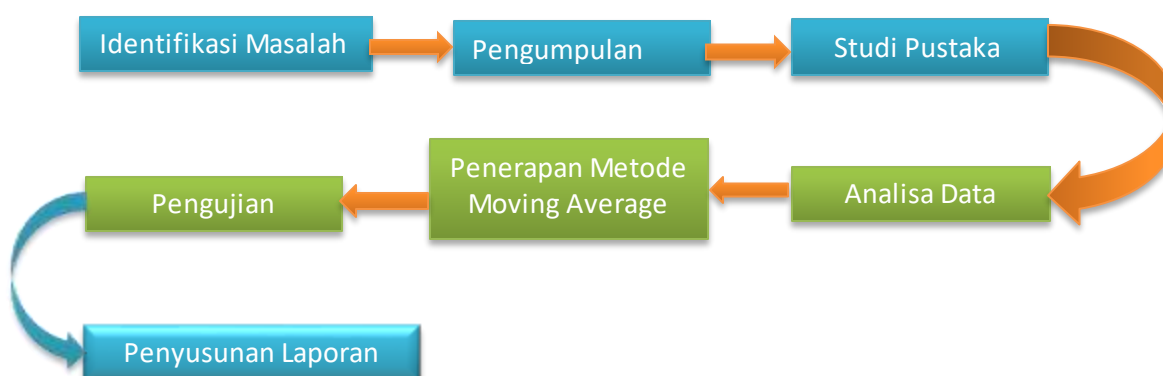 Identifikasi Masalah
Pengumpulan
Studi Pustaka
Analisa Data
Penerapan Metode
Moving Average
Pengujian
Penyusunan Laporan